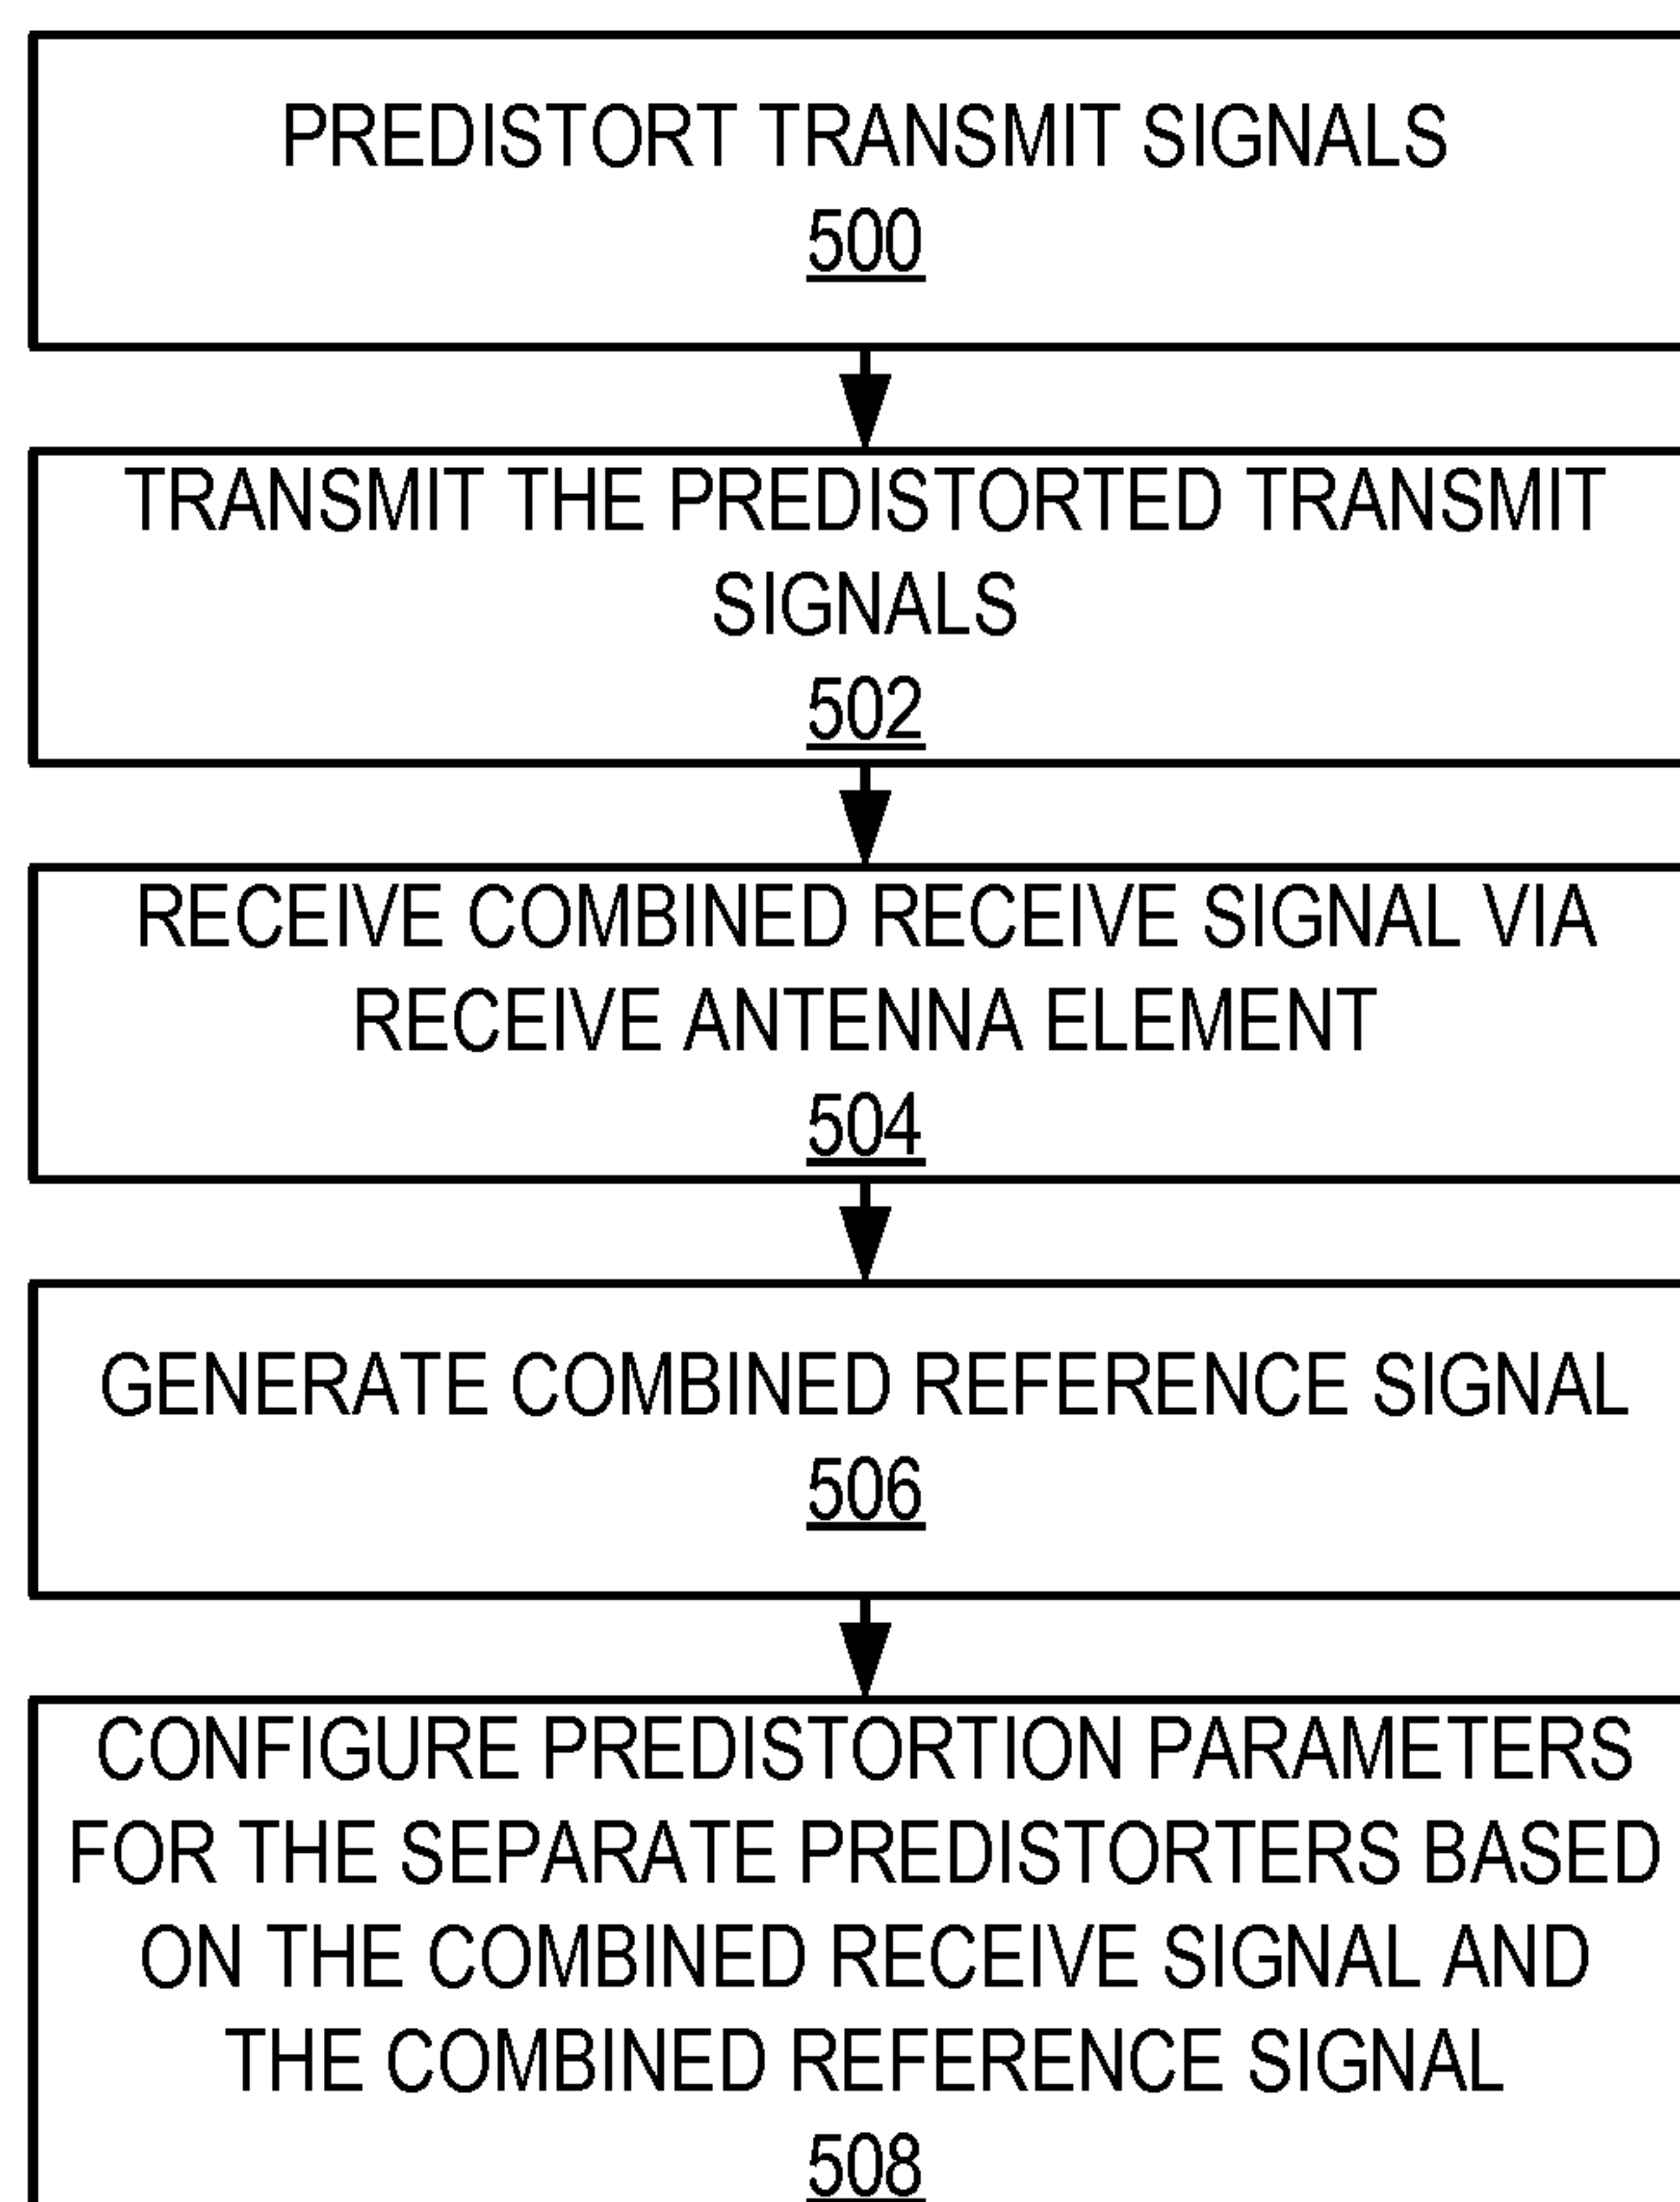 PREDISTORT TRANSMIT SIGNALS
500
TRANSMIT THE PREDISTORTED TRANSMIT
SIGNALS
502
RECEIVE COMBINED RECEIVE SIGNAL VIA
RECEIVE ANTENNA ELEMENT
504
GENERATE COMBINED REFERENCE SIGNAL
506
CONFIGURE PREDISTORTION PARAMETERS
FOR THE SEPARATE PREDISTORTERS BASED
ON THE COMBINED RECEIVE SIGNAL AND
THE COMBINED REFERENCE SIGNAL
508